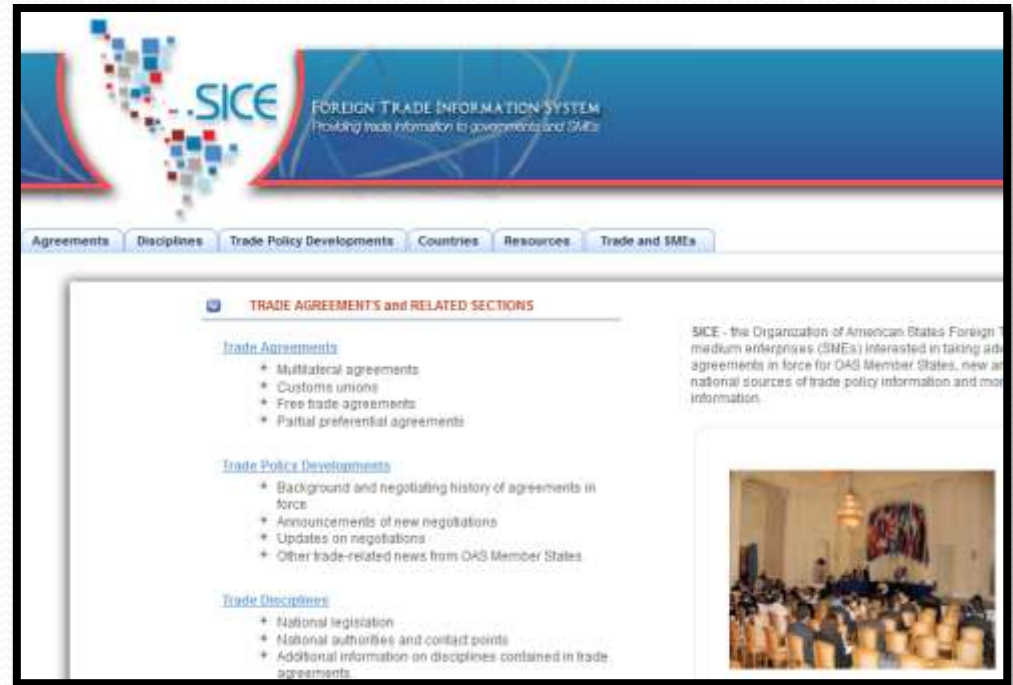 SICE
FOREIGN TRADE INFORMATION SYSTEM
Providing trade information to governments and SMEs
Agreements
Disciplines
Trade Policy Developments
Countries
Resources
Trade and SMEs
TRADE AGREEMENTS and RELATED SECTIONS
Trade Agreements
Multilateral agreements
Customs unions
Free trade agreements
Partial preferential agreements
Trade Policy Developments
Background and negotiating history of agreements in
force
Announcements of new negotiations
Updates on negotiations
Other trade-related news from OAS Member States
Trade Disciplines
National legislation
National authorities and contact points
Additional information on disciplines contained in trade
agreements
SICE - the Organization of American States Foreign T
medium enterprises (SMEs) interested in taking adv
agreements in force for OAS Member States, new a
national sources of trade policy information and mor
information.